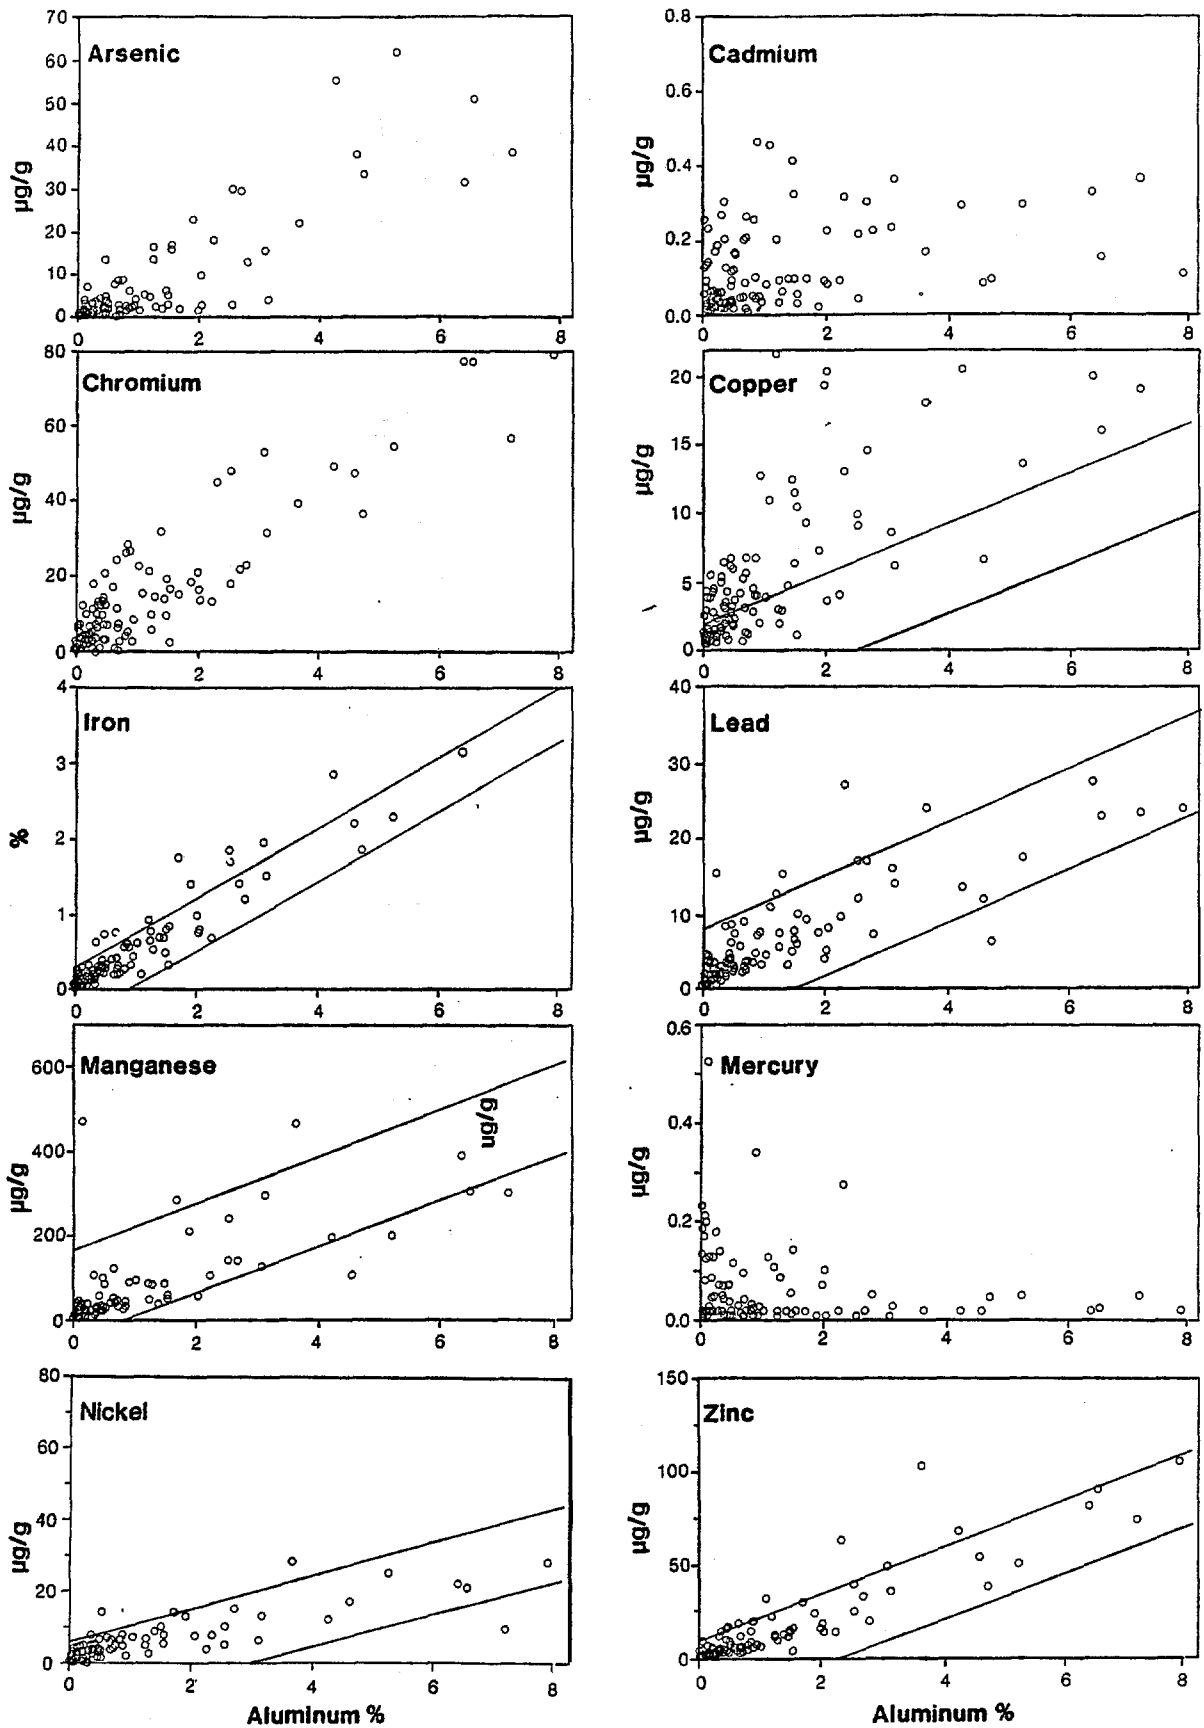 Arsenic
µg/g
70
60
50
40
30
20
10
0
0 2 4 6 8
Cadmium
µg/g
0.8
0.6
0.4
0.2
0.0
0 2 4 6 8
Chromium
µg/g
80
60
40
20
0
0 2 4 6 8
Copper
µg/g
20
15
10
5
0
0 2 4 6 8
Iron
%
4
3
2
1
0
0 2 4 6 8
Lead
µg/g
40
30
20
10
0
0 2 4 6 8
Manganese
µg/g
600
400
200
0
0 2 4 6 8
µg/g
Mercury
µg/g
0.6
0.4
0.2
0.0
0 2 4 6 8
Nickel
µg/g
80
60
40
20
0
0 2 4 6 8
Aluminum %
Zinc
µg/g
150
100
50
0
0 2 4 6 8
Aluminum %